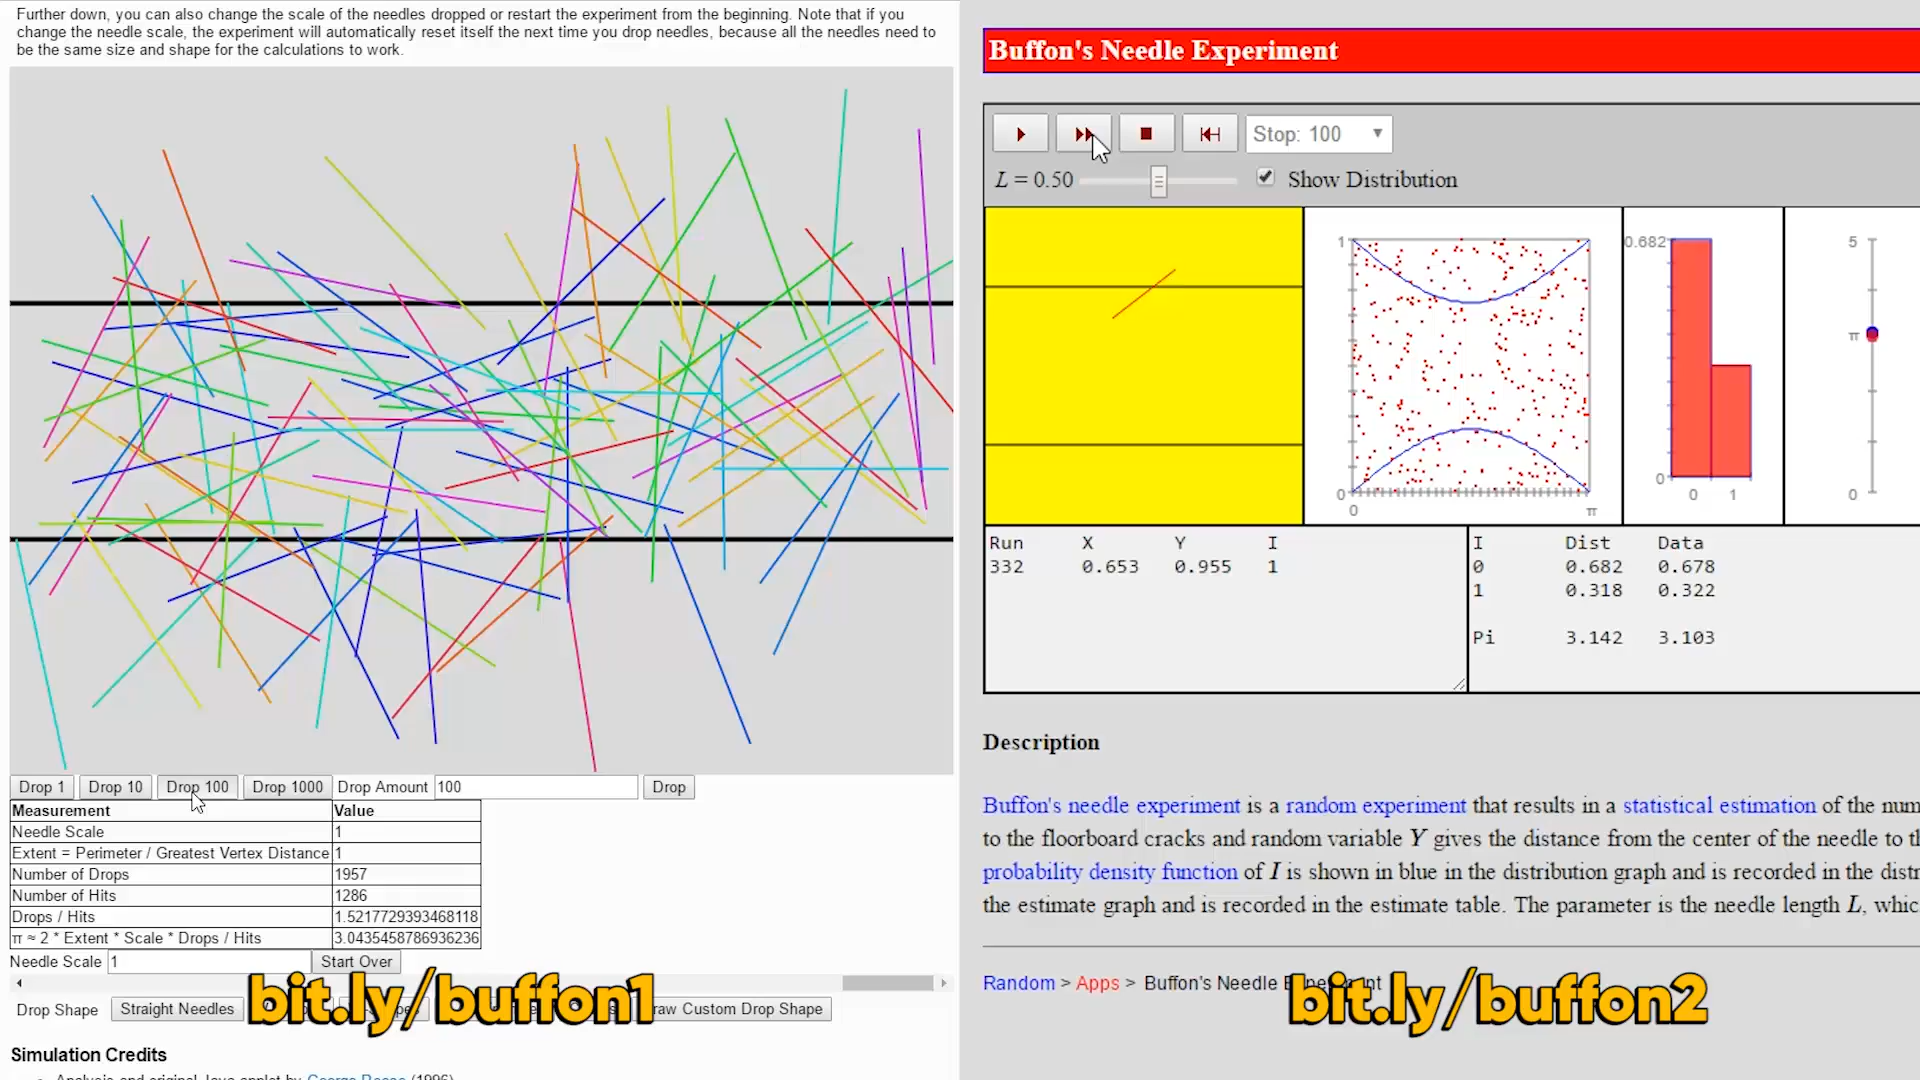 Further down, you can also change the scale of the needles dropped or restart the experiment from the beginning. Note that if you
change the needle scale, the experiment will automatically reset itself the next time you drop needles, because all the needles need to
be the same size and shape for the calculations to work.
Drop 1 Drop 10 Drop 100 Drop 1000 Drop Amount 100 Drop
Measurement Value
Needle Scale 1
Extent = Perimeter / Greatest Vertex Distance 1
Number of Drops 1957
Number of Hits 1286
Drops / Hits 1.5217729393468118
π ≈ 2 * Extent * Scale * Drops / Hits 3.0435458786936236
Needle Scale 1 Start Over
Drop Shape Straight Needles Custom Drop Shape
bit.ly/buffon1
Simulation Credits
Buffon's Needle Experiment
Stop: 100
L = 0.50 Show Distribution
1
0
0 π
0.682
0
0 1
5
π
0
Run X Y I
332 0.653 0.955 1
I Dist Data
0 0.682 0.678
1 0.318 0.322
Pi 3.142 3.103
Description
Buffon's needle experiment is a random experiment that results in a statistical estimation of the
to the floorboard cracks and random variable Y gives the distance from the center of the needle to
probability density function of I is shown in blue in the distribution graph and is recorded in the
the estimate graph and is recorded in the estimate table. The parameter is the needle length L,
Random > Apps > Buffon's Needle
bit.ly/buffon2